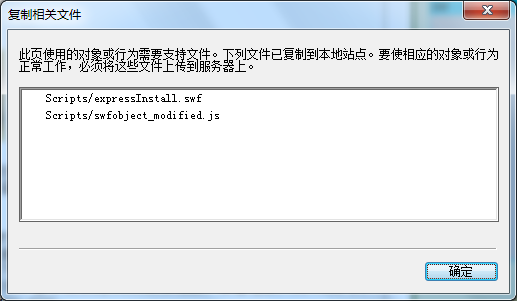 复制相关文件
此页使用的对象或行为需要支持文件。下列文件已复制到本地站点。要使相应的对象或行为
正常工作，必须将这些文件上传到服务器上。
Scripts/expressInstall.swf
Scripts/swfobject_modified.js
确定